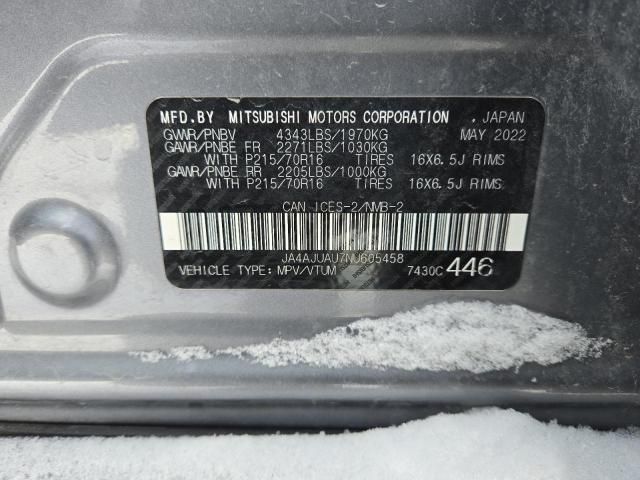 MFD.BY MITSUBISHI MOTORS CORPORATION , JAPAN
GVWR/PNBV 4343LBS/1970KG MAY 2022
GAWR/PNBE FR 2271LBS/1030KG
WITH P215/70R16 TIRES 16X6.5J RIMS
GAWR/PNBE RR 2205LBS/1000KG
WITH P215/70R16 TIRES 16X6.5J RIMS
CAN ICES-2/NMB-2
JA4AJUAU7NU605458
VEHICLE TYPE: MPV/VTUM 7430C 446